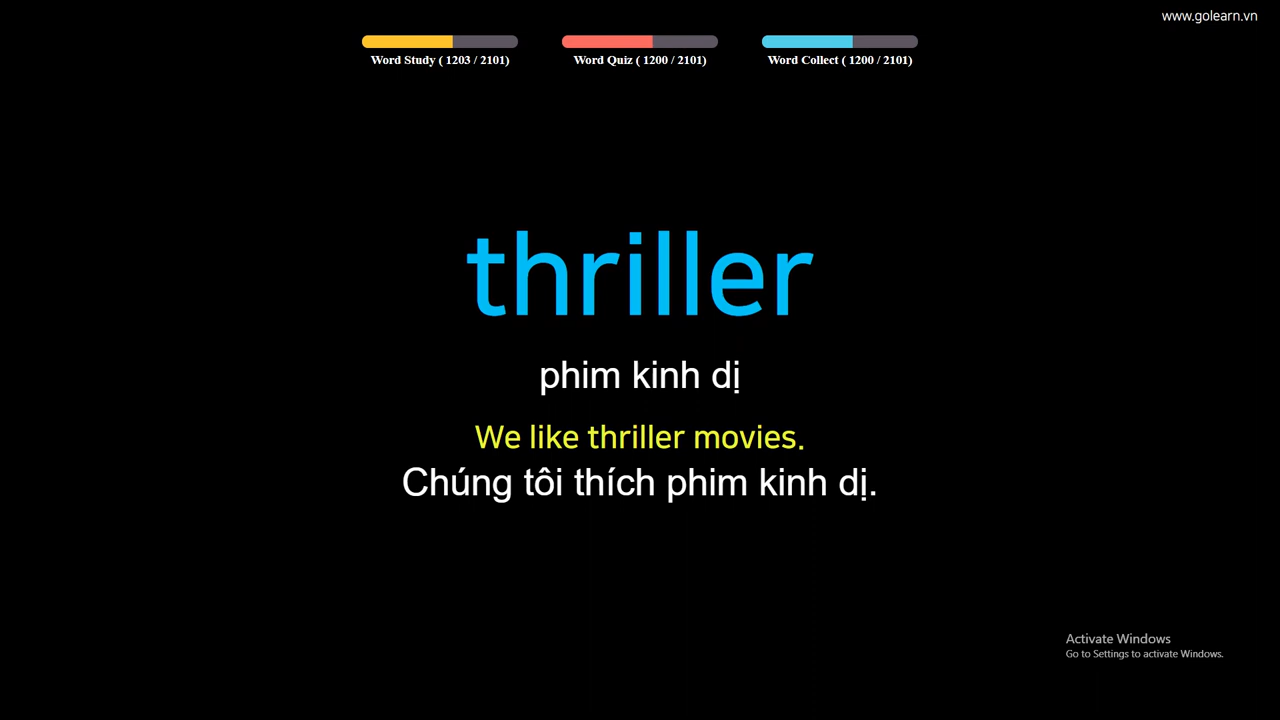 www.golearn.vn
Word Study ( 1203 / 2101)
Word Quiz ( 1200 / 2101)
Word Collect ( 1200 / 2101)
thriller
phim kinh dị
We like thriller movies.
Chúng tôi thích phim kinh dị.
Activate Windows
Go to Settings to activate Windows.